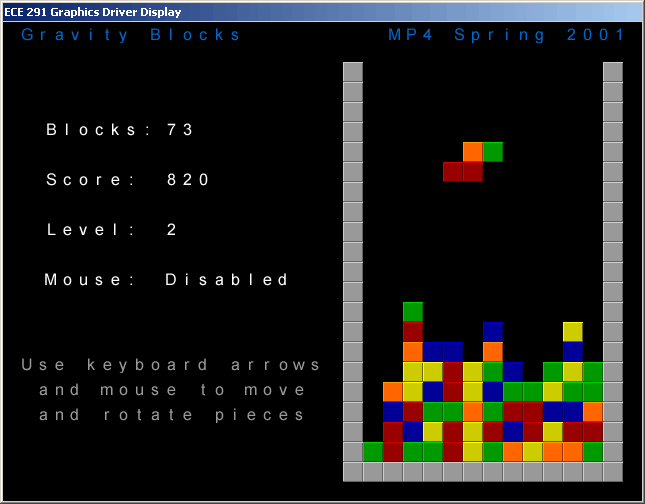 ECE 291 Graphics Driver Display
Gravity Blocks MP4 Spring 2001
Blocks: 73
Score: 820
Level: 2
Mouse: Disabled
Use keyboard arrows
and mouse to move
and rotate pieces